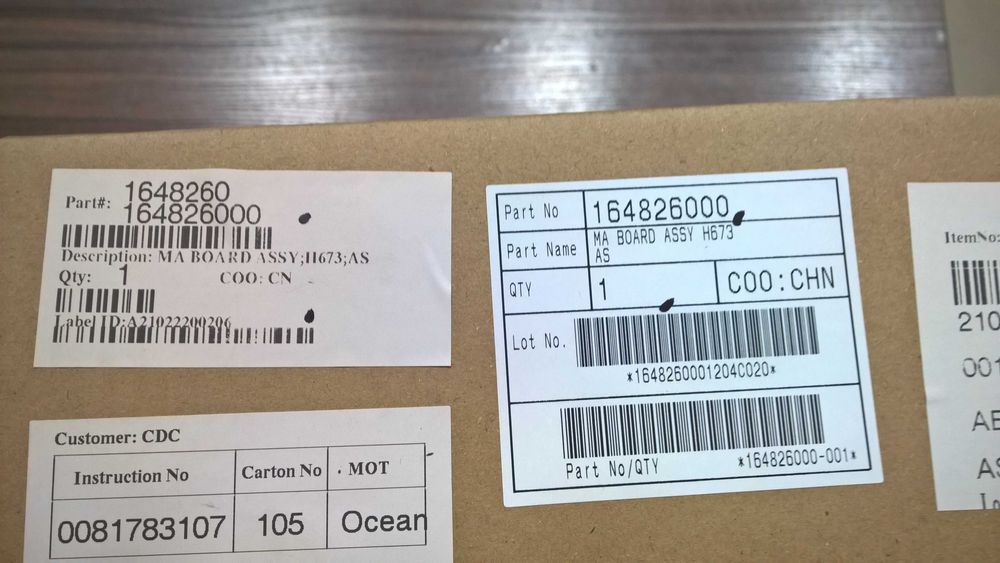 Part#: 1648260
164826000
Description: MA BOARD ASSY;H673;AS
Qty: 1 COO: CN
Label ID:A21022200206
Customer: CDC
Instruction No Carton No . MOT
0081783107 105 Ocean
Part No 164826000
Part Name MA BOARD ASSY H673
AS
QTY 1 COO:CHN
Lot No.
*1648260001204C020*
Part No/QTY *164826000-001*
ItemNo:
210
001